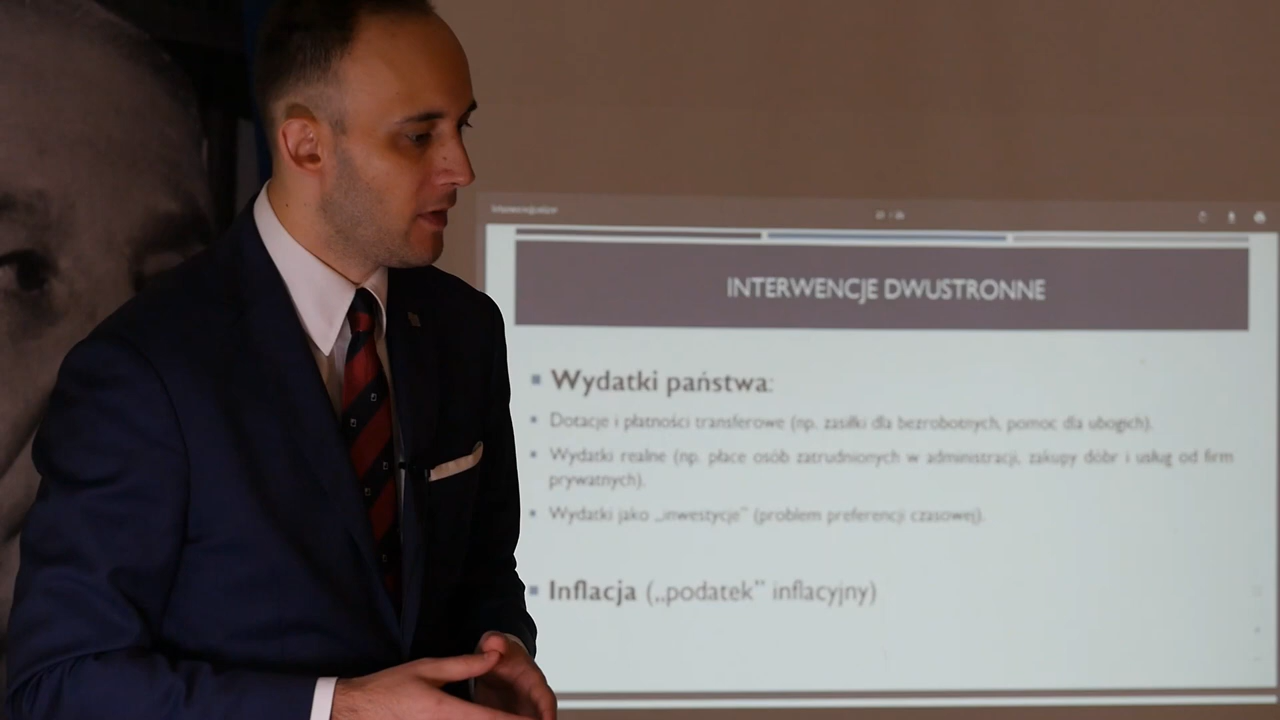 INTERWENCJE DWUSTRONNE
Wydatki państwa:
Dotacje i płatności transferowe (np. zasiłki dla bezrobotnych, pomoc dla ubogich).
Wydatki realne (np. płace osób zatrudnionych w administracji, zakupy dóbr i usług od firm
prywatnych).
Wydatki jako „inwestycje” (problem preferencji czasowej).
Inflacja („podatek” inflacyjny)